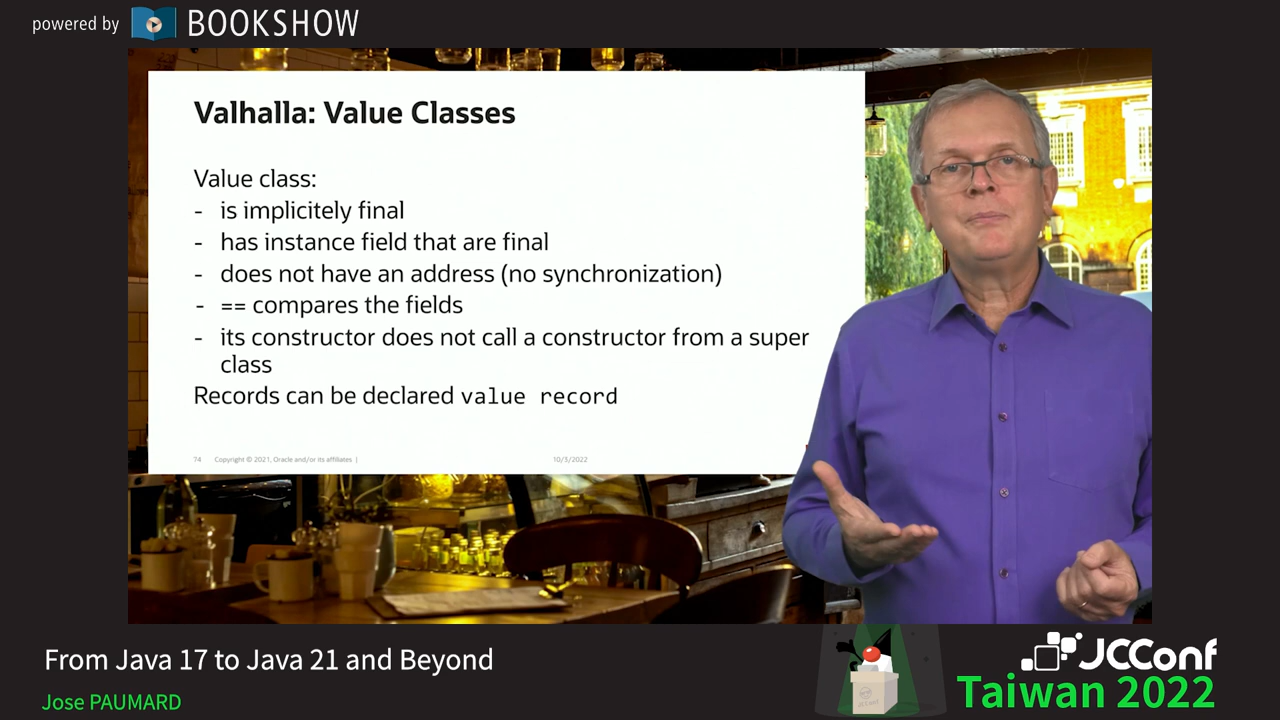 powered by BOOKSHOW
Valhalla: Value Classes
Value class:
- is implicitely final
- has instance field that are final
- does not have an address (no synchronization)
- == compares the fields
- its constructor does not call a constructor from a super
class
Records can be declared value record
74 Copyright © 2021, Oracle and/or its affiliates |
10/3/2022
From Java 17 to Java 21 and Beyond
Jose PAUMARD
JCConf
Taiwan 2022